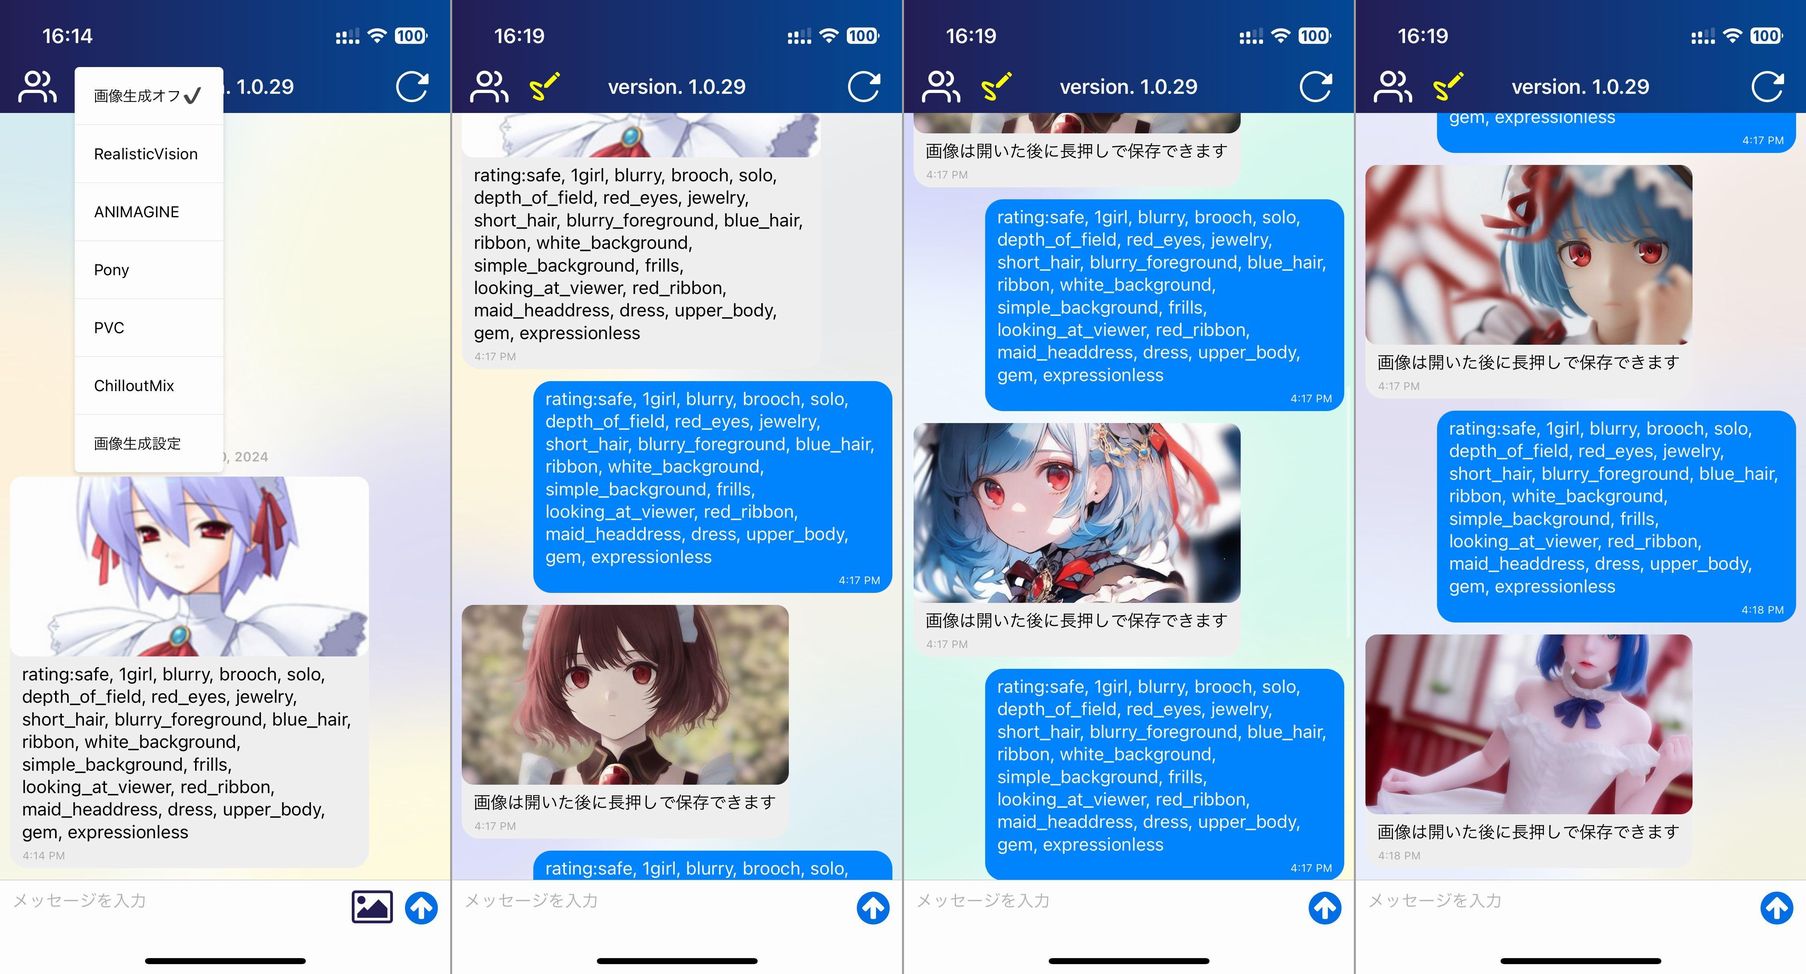 16:14
100
. 1.0.29
画像生成オフ
RealisticVision
ANIMAGINE
Pony
PVC
ChilloutMix
画像生成設定
, 2024
rating:safe, 1girl, blurry, brooch, solo,
depth_of_field, red_eyes, jewelry,
short_hair, blurry_foreground, blue_hair,
ribbon, white_background,
simple_background, frills,
looking_at_viewer, red_ribbon,
maid_headdress, dress, upper_body,
gem, expressionless
4:14 PM
メッセージを入力
16:19
100
version. 1.0.29
rating:safe, 1girl, blurry, brooch, solo,
depth_of_field, red_eyes, jewelry,
short_hair, blurry_foreground, blue_hair,
ribbon, white_background,
simple_background, frills,
looking_at_viewer, red_ribbon,
maid_headdress, dress, upper_body,
gem, expressionless
4:17 PM
rating:safe, 1girl, blurry, brooch, solo,
depth_of_field, red_eyes, jewelry,
short_hair, blurry_foreground, blue_hair,
ribbon, white_background,
simple_background, frills,
looking_at_viewer, red_ribbon,
maid_headdress, dress, upper_body,
gem, expressionless
4:17 PM
画像は開いた後に長押しで保存できます
4:17 PM
rating:safe, 1girl, blurry, brooch, solo,
メッセージを入力
16:19
100
version. 1.0.29
画像は開いた後に長押しで保存できます
4:17 PM
rating:safe, 1girl, blurry, brooch, solo,
depth_of_field, red_eyes, jewelry,
short_hair, blurry_foreground, blue_hair,
ribbon, white_background,
simple_background, frills,
looking_at_viewer, red_ribbon,
maid_headdress, dress, upper_body,
gem, expressionless
4:17 PM
画像は開いた後に長押しで保存できます
4:17 PM
rating:safe, 1girl, blurry, brooch, solo,
depth_of_field, red_eyes, jewelry,
short_hair, blurry_foreground, blue_hair,
ribbon, white_background,
simple_background, frills,
looking_at_viewer, red_ribbon,
maid_headdress, dress, upper_body,
gem, expressionless
4:17 PM
メッセージを入力
16:19
100
version. 1.0.29
gem, expressionless
4:17 PM
画像は開いた後に長押しで保存できます
4:17 PM
rating:safe, 1girl, blurry, brooch, solo,
depth_of_field, red_eyes, jewelry,
short_hair, blurry_foreground, blue_hair,
ribbon, white_background,
simple_background, frills,
looking_at_viewer, red_ribbon,
maid_headdress, dress, upper_body,
gem, expressionless
4:18 PM
画像は開いた後に長押しで保存できます
4:18 PM
メッセージを入力